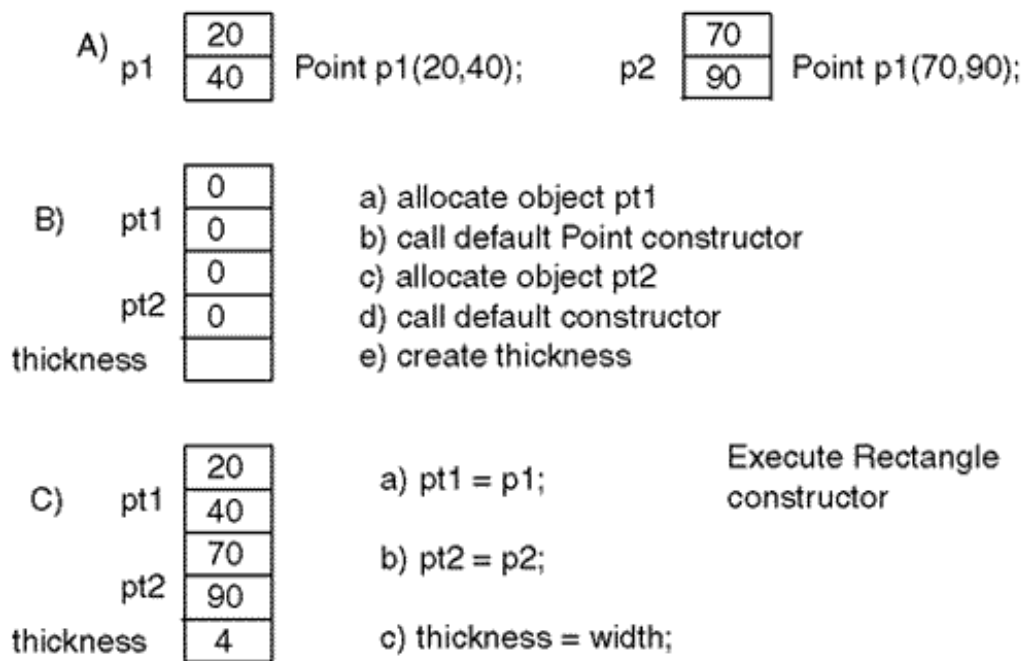 A)
p1
20
40
Point p1(20,40);
p2
70
90
Point p1(70,90);
B)
pt1
0
0
pt2
0
0
thickness
a) allocate object pt1
b) call default Point constructor
c) allocate object pt2
d) call default constructor
e) create thickness
C)
pt1
20
40
pt2
70
90
thickness
4
a) pt1 = p1;
b) pt2 = p2;
c) thickness = width;
Execute Rectangle
constructor